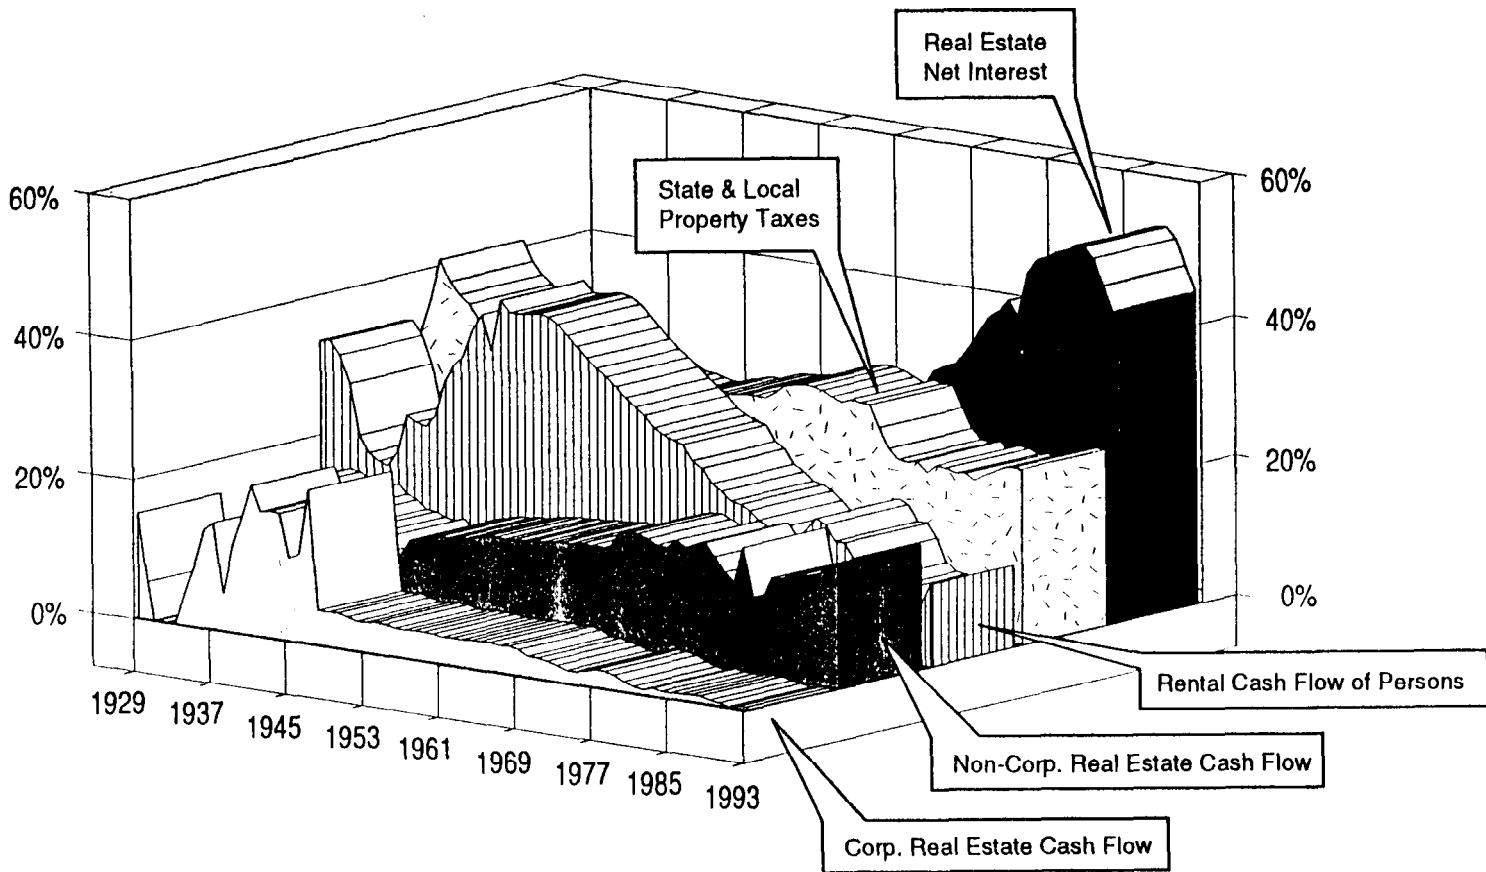 Real Estate
Net Interest
State & Local
Property Taxes
60%
40%
20%
0%
60%
40%
20%
0%
1929
1937
1945
1953
1961
1969
1977
1985
1993
Rental Cash Flow of Persons
Non-Corp. Real Estate Cash Flow
Corp. Real Estate Cash Flow